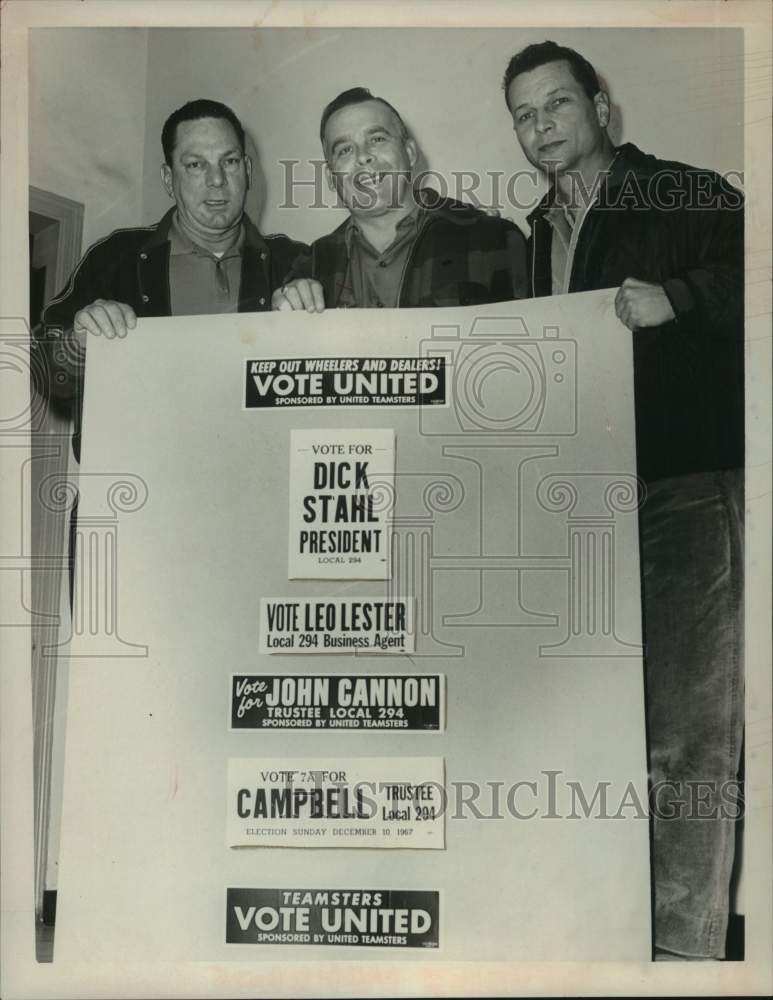 HISTORIC IMAGES
KEEP OUT WHEELERS AND DEALERS!
VOTE UNITED
SPONSORED BY UNITED TEAMSTERS
VOTE FOR
DICK
STAHL
PRESIDENT
LOCAL 294
VOTE LEO LESTER
Local 294 Business Agent
Vote for JOHN CANNON
TRUSTEE LOCAL 294
SPONSORED BY UNITED TEAMSTERS
VOTE 7A FOR
CAMPBELL TRUSTEE Local 294
ELECTION SUNDAY DECEMBER 10, 1967
HISTORIC IMAGES
TEAMSTERS
VOTE UNITED
SPONSORED BY UNITED TEAMSTERS